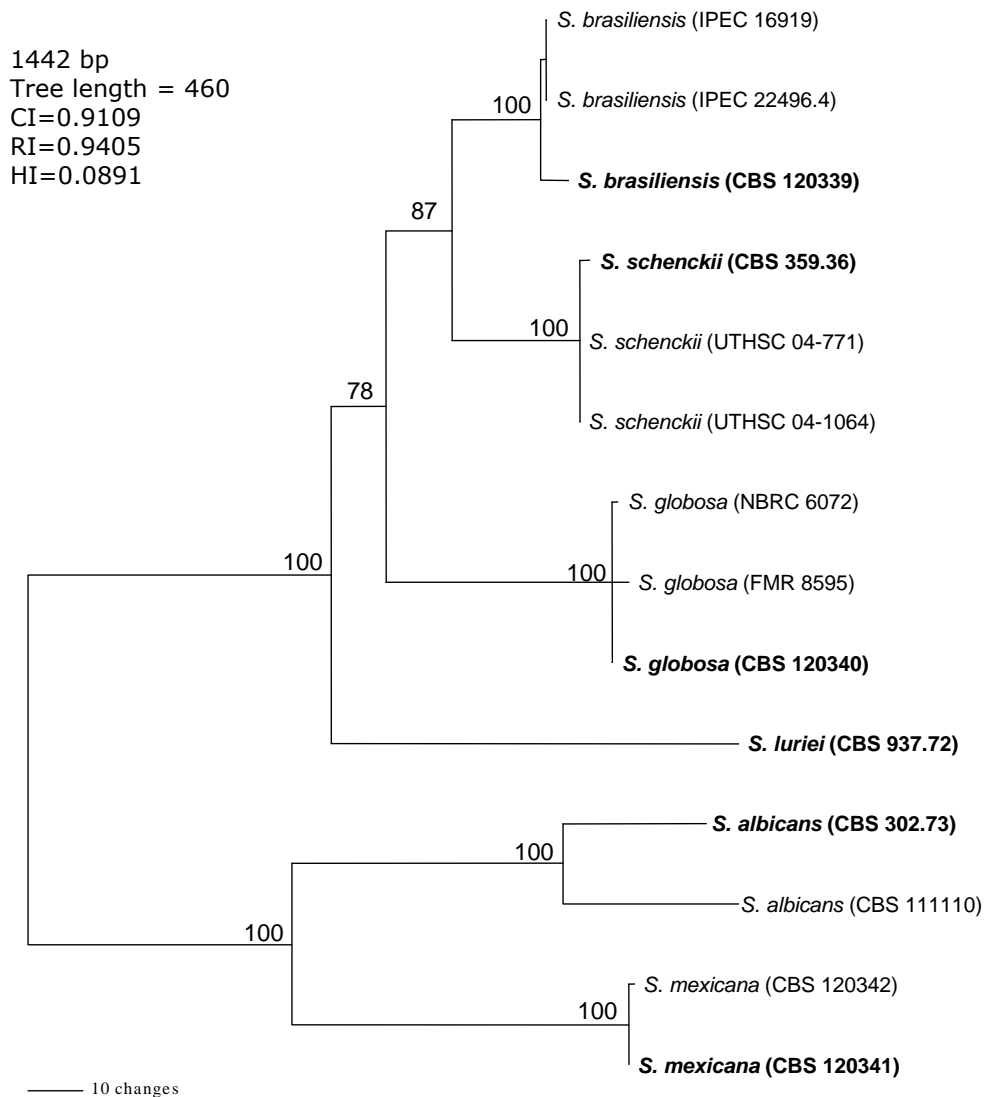 1442 bp
Tree length = 460
CI=0.9109
RI=0.9405
HI=0.0891
S. brasiliensis (IPEC 16919)
100
S. brasiliensis (IPEC 22496.4)
S. brasiliensis (CBS 120339)
87
S. schenckii (CBS 359.36)
100
S. schenckii (UTHSC 04-771)
S. schenckii (UTHSC 04-1064)
78
S. globosa (NBRC 6072)
100
S. globosa (FMR 8595)
S. globosa (CBS 120340)
100
S. luriei (CBS 937.72)
S. albicans (CBS 302.73)
100
S. albicans (CBS 111110)
100
S. mexicana (CBS 120342)
100
S. mexicana (CBS 120341)
10 changes